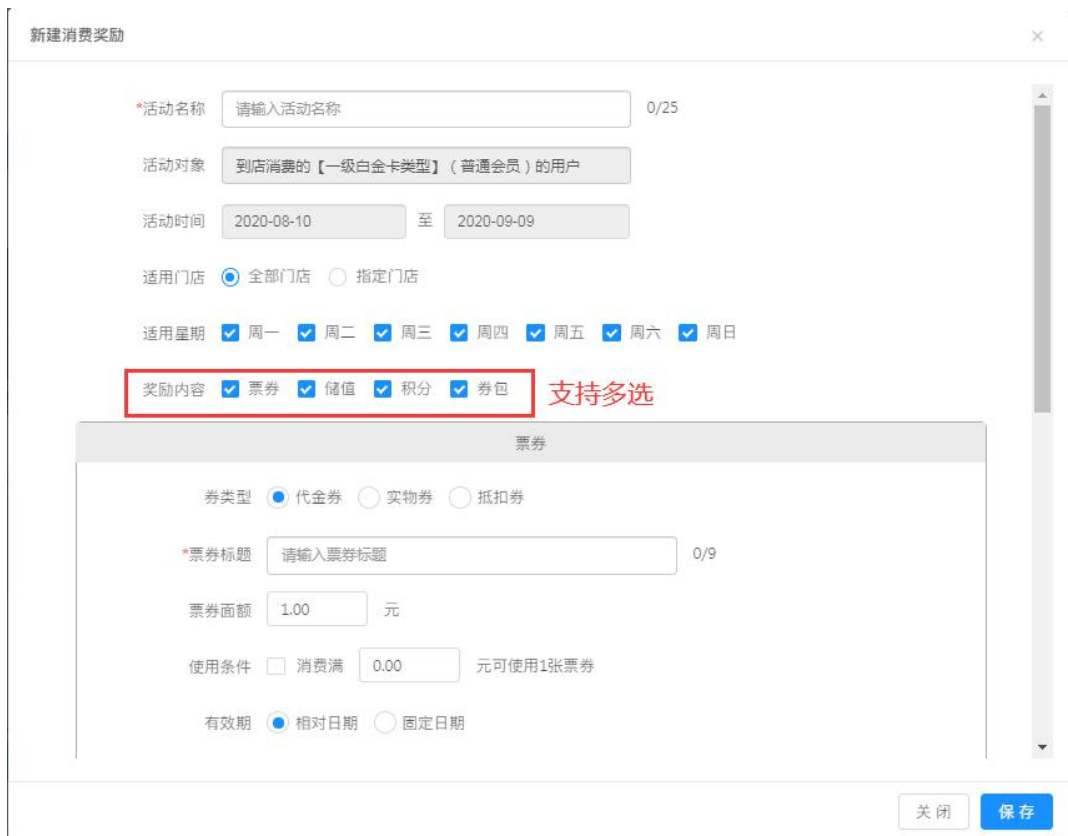 新建消费奖励
*活动名称 请输入活动名称 0/25
活动对象 到店消费的【一级白金卡类型】(普通会员)的用户
活动时间 2020-08-10 至 2020-09-09
适用门店 全部门店 指定门店
适用星期 周一 周二 周三 周四 周五 周六 周日
奖励内容 票券 储值 积分 券包 支持多选
票券
券类型 代金券 实物券 抵扣券
*票券标题 请输入票券标题 0/9
票券面额 1.00 元
使用条件 消费满 0.00 元可使用1张票券
有效期 相对日期 固定日期
关闭 保存